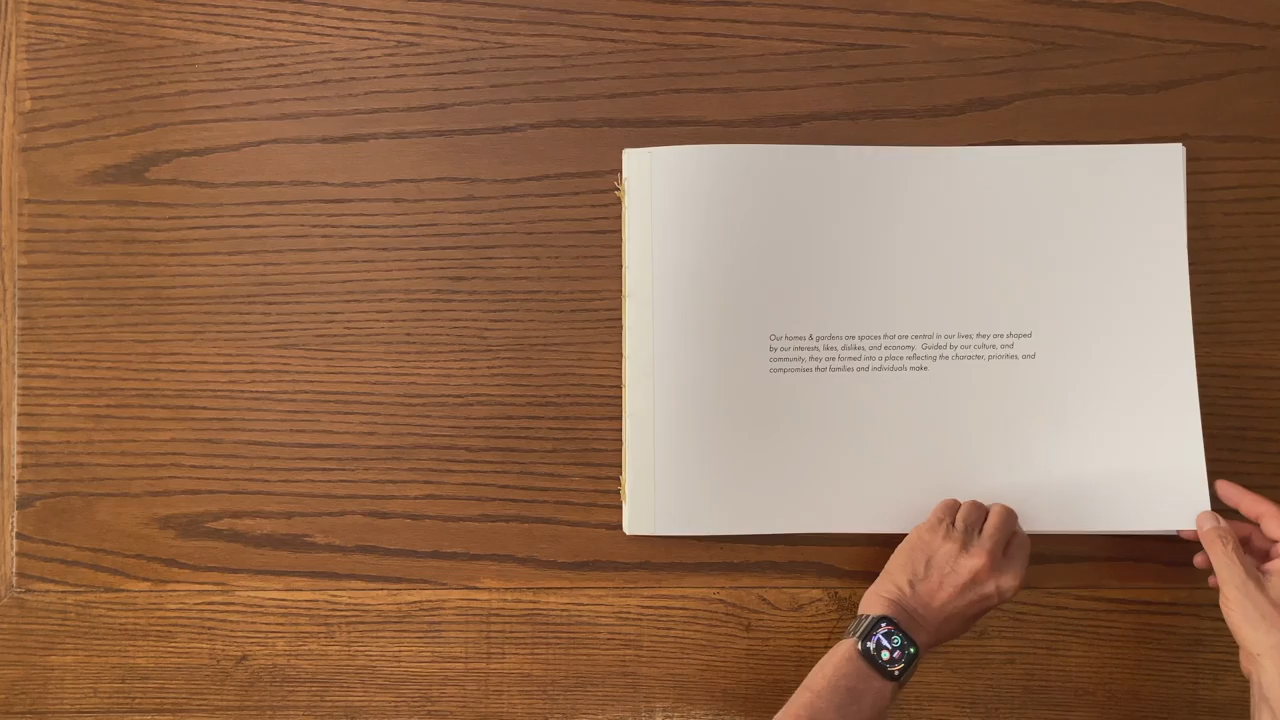 Our homes & gardens are spaces that are central in our lives; they are shaped
by our interests, likes, dislikes, and economy.  Guided by our culture, and
community, they are formed into a place reflecting the character, priorities, and
compromises that families and individuals make.